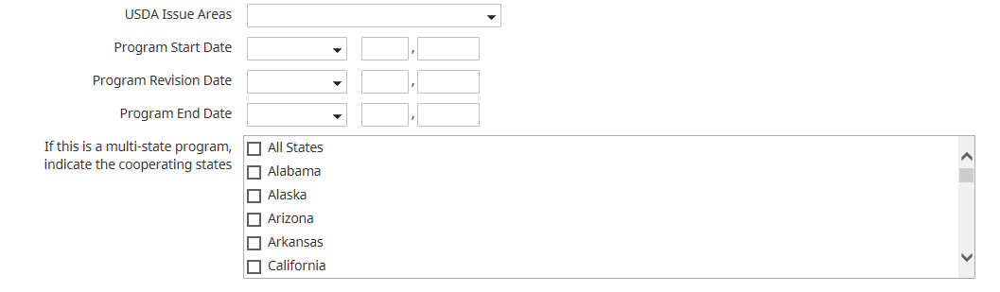 USDA Issue Areas
Program Start Date
,
Program Revision Date
,
Program End Date
,
If this is a multi-state program,
indicate the cooperating states
All States
Alabama
Alaska
Arizona
Arkansas
California